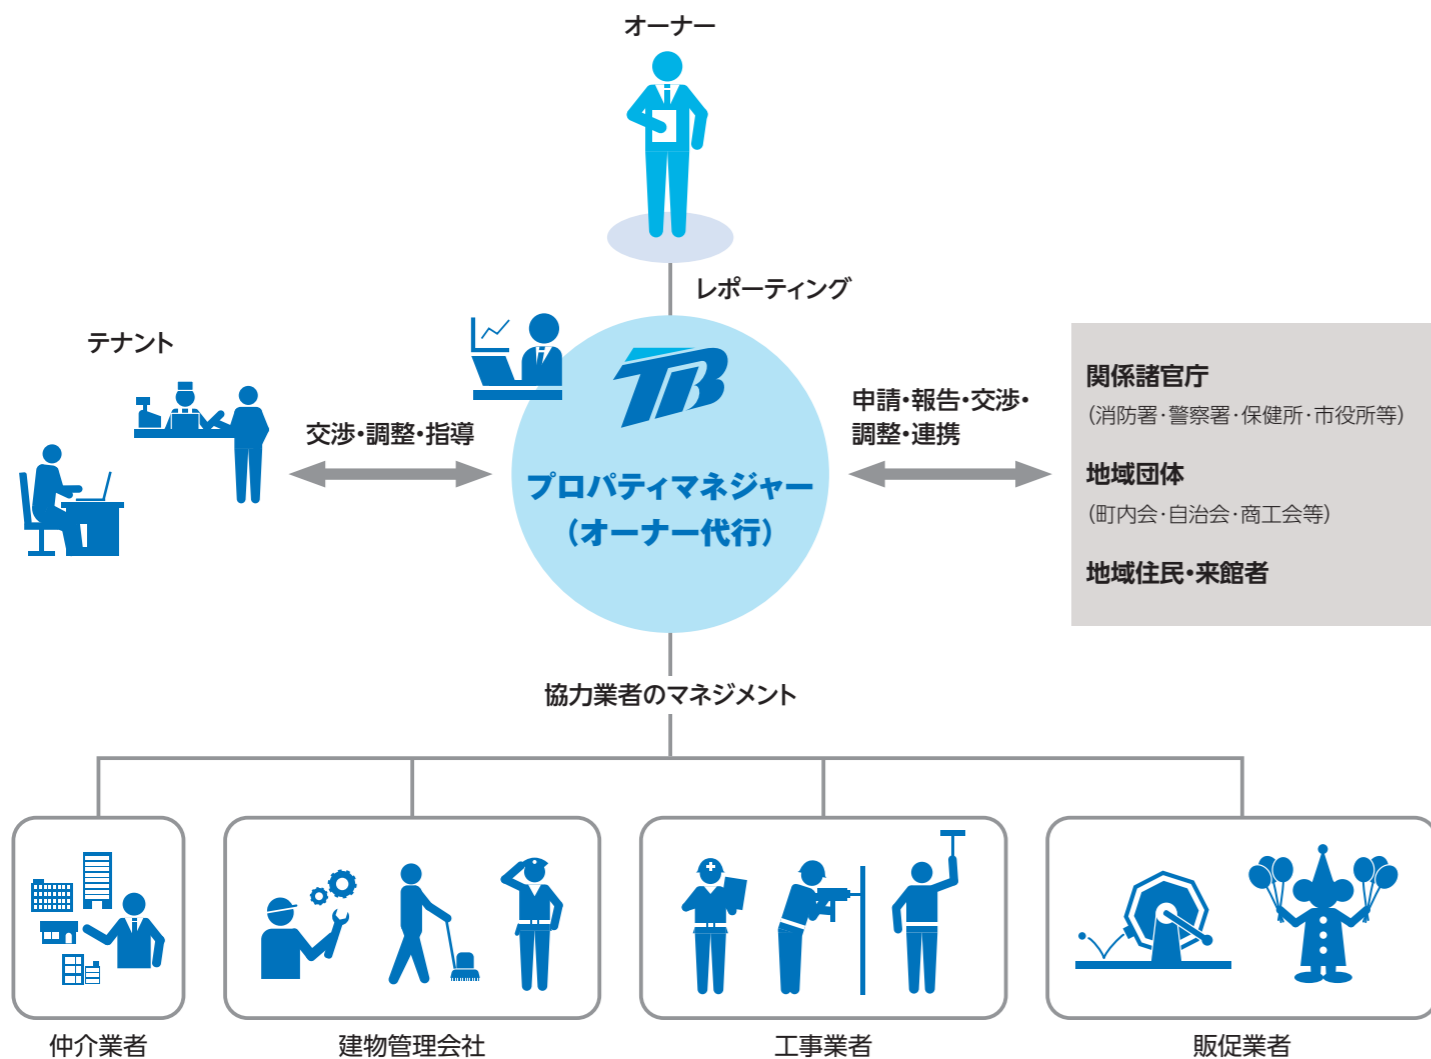 オーナー
レポーティング
テナント
交渉・調整・指導
TB
プロパティマネジャー
（オーナー代行）
申請・報告・交渉・
調整・連携
関係諸官庁
（消防署・警察署・保健所・市役所等）
地域団体
（町内会・自治会・商工会等）
地域住民・来館者
協力業者のマネジメント
仲介業者
建物管理会社
工事業者
販促業者